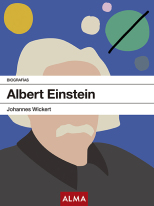 BIOGRAFÍAS
Albert Einstein
Johannes Wickert
ALMA